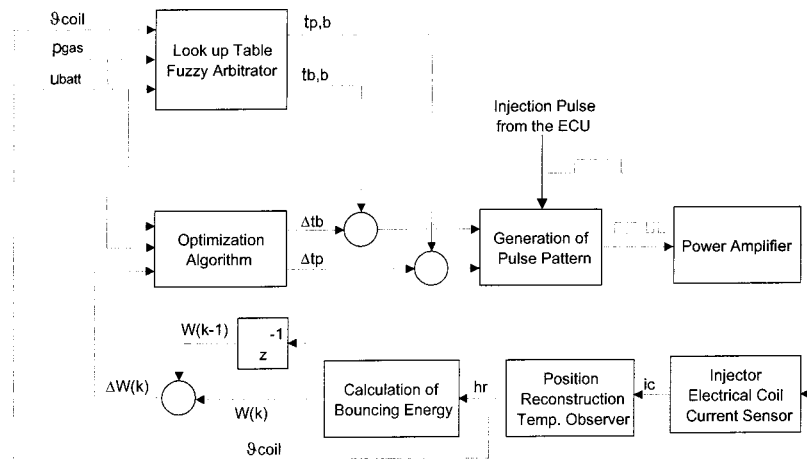 ϑcoil
pgas
ubatt
Look up Table
Fuzzy Arbitrator
tp,b
tb,b
Injection Pulse
from the ECU
Optimization
Algorithm
Δtb
Δtp
Generation of
Pulse Pattern
Power Amplifier
W(k-1)
z -1
ΔW(k)
W(k)
Calculation of
Bouncing Energy
hr
Position
Reconstruction
Temp. Observer
ic
Injector
Electrical Coil
Current Sensor
ϑcoil